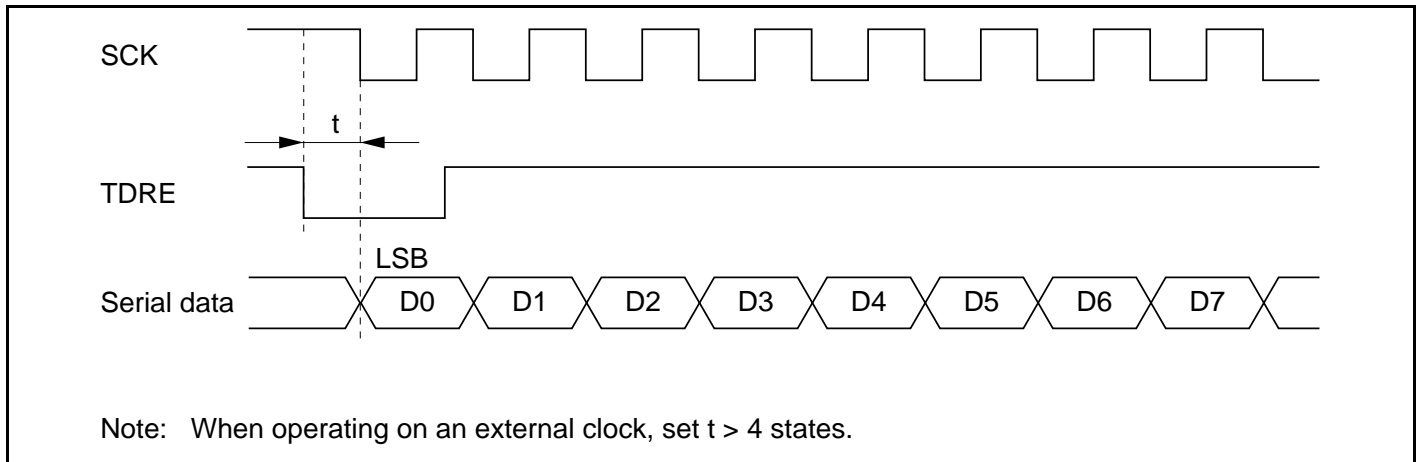 SCK
t
TDRE
LSB
Serial data D0 D1 D2 D3 D4 D5 D6 D7
Note: When operating on an external clock, set t > 4 states.